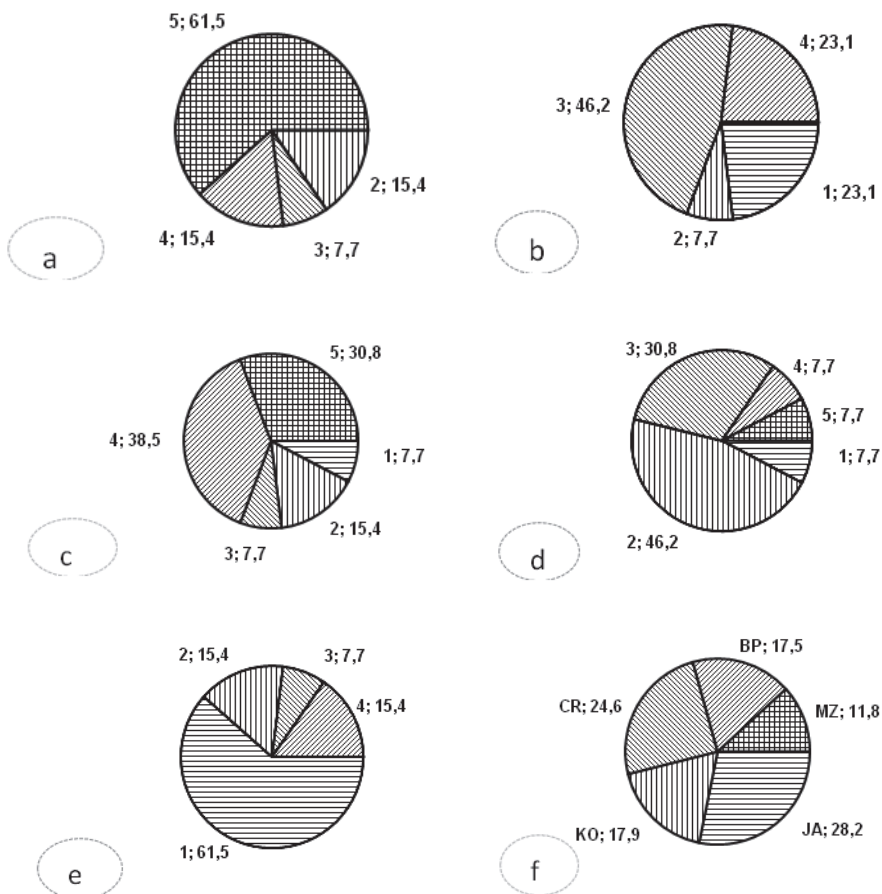 5; 61,5
2; 15,4
3; 7,7
4; 15,4
a
4; 23,1
3; 46,2
1; 23,1
2; 7,7
b
5; 30,8
4; 38,5
1; 7,7
2; 15,4
3; 7,7
c
3; 30,8
4; 7,7
5; 7,7
1; 7,7
2; 46,2
d
2; 15,4
3; 7,7
4; 15,4
1; 61,5
e
BP; 17,5
CR; 24,6
MZ; 11,8
KO; 17,9
JA; 28,2
f